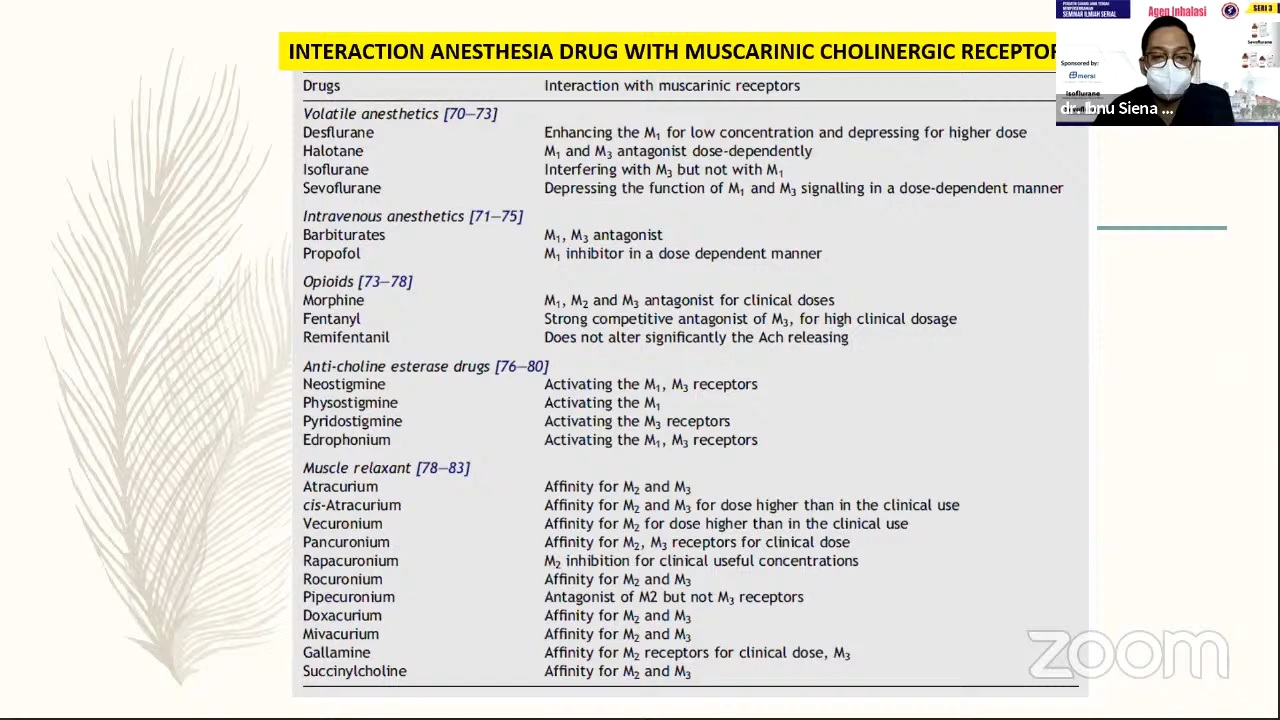 INTERACTION ANESTHESIA DRUG WITH MUSCARINIC CHOLINERGIC RECEPTOR
Drugs Interaction with muscarinic receptors
Volatile anesthetics [70–73]
Desflurane Enhancing the M₁ for low concentration and depressing for higher dose
Halotane M₁ and M₃ antagonist dose-dependently
Isoflurane Interfering with M₃ but not with M₁
Sevoflurane Depressing the function of M₁ and M₃ signalling in a dose-dependent manner
Intravenous anesthetics [71–75]
Barbiturates M₁, M₃ antagonist
Propofol M₁ inhibitor in a dose dependent manner
Opioids [73–78]
Morphine M₁, M₂ and M₃ antagonist for clinical doses
Fentanyl Strong competitive antagonist of M₃, for high clinical dosage
Remifentanil Does not alter significantly the Ach releasing
Anti-choline esterase drugs [76–80]
Neostigmine Activating the M₁, M₃ receptors
Physostigmine Activating the M₁
Pyridostigmine Activating the M₃ receptors
Edrophonium Activating the M₁, M₃ receptors
Muscle relaxant [78–83]
Atracurium Affinity for M₂ and M₃
cis-Atracurium Affinity for M₂ and M₃ for dose higher than in the clinical use
Vecuronium Affinity for M₂ for dose higher than in the clinical use
Pancuronium Affinity for M₂, M₃ receptors for clinical dose
Rapacuronium M₂ inhibition for clinical useful concentrations
Rocuronium Affinity for M₂ and M₃
Pipecuronium Antagonist of M2 but not M₃ receptors
Doxacurium Affinity for M₂ and M₃
Mivacurium Affinity for M₂ and M₃
Gallamine Affinity for M₂ receptors for clinical dose, M₃
Succinylcholine Affinity for M₂ and M₃
SEMINAR ILMIAH SERIAL
Agen Inhalasi
SERI 3
Sevoflurane
Sponsored by:
mersi
Isoflurane
dr. Ibnu Siena ...
zoom